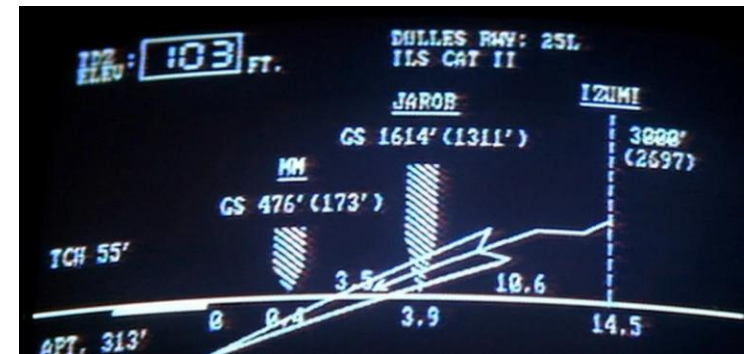 TDZ ELEV: 103 FT.
DULLES RWY: 25L
ILS CAT II
JAROB
IZUMI
GS 1614'(1311')
3000'
(2697)
MM
GS 476'(173')
TCH 55'
3.5
10.6
0
0.4
3.9
14.5
APT. 313'